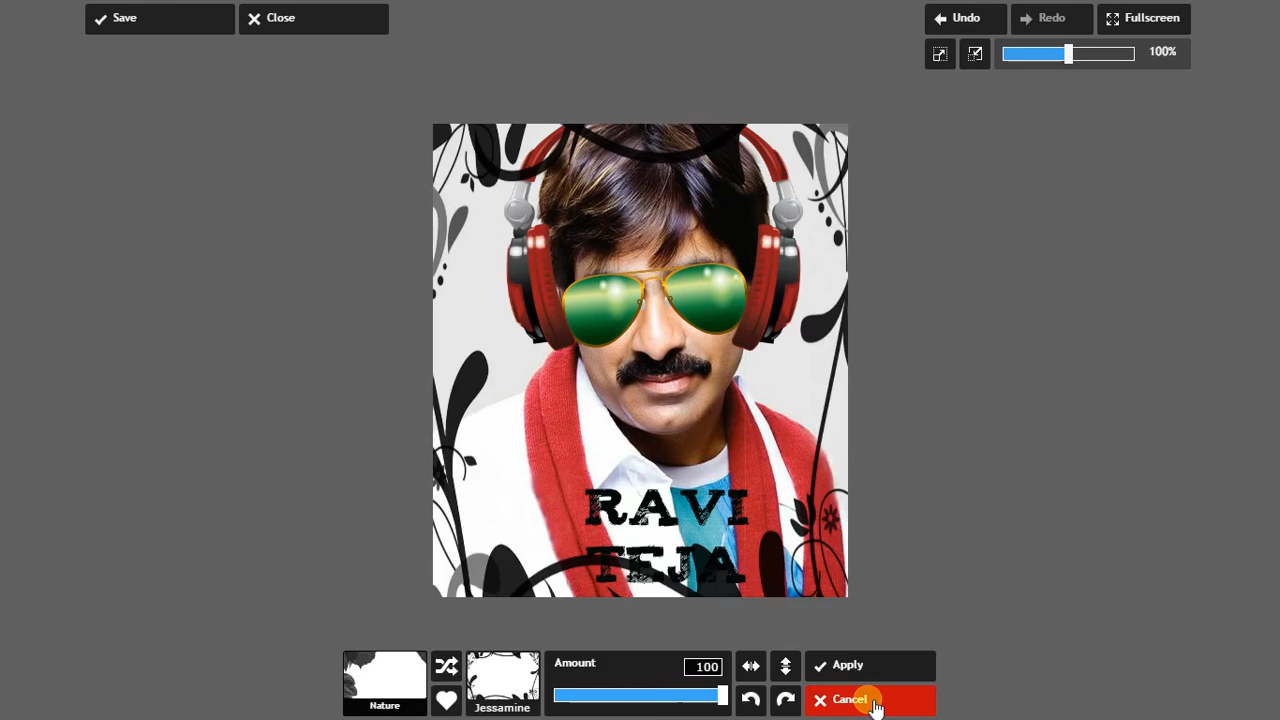 Save
Close
Undo
Redo
Fullscreen
100%
RAVI
TEJA
Amount
100
Apply
Nature
Jessamine
Cancel